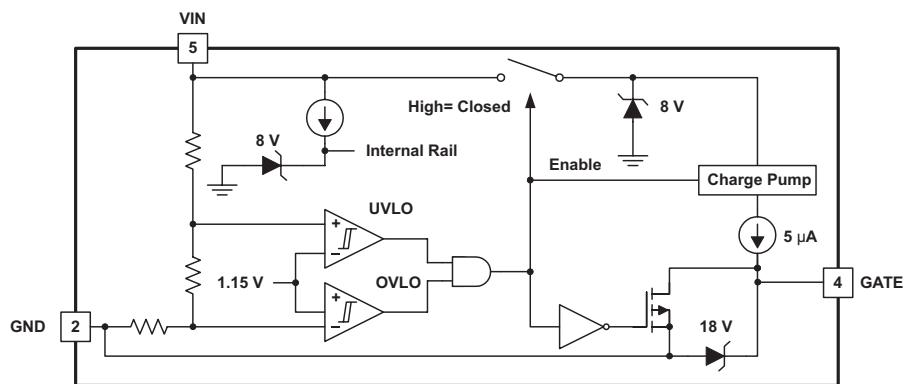 VIN
5
High= Closed
8 V
8 V
Internal Rail
Enable
Charge Pump
UVLO
+
−
5 µA
1.15 V
OVLO
4
GATE
+
−
GND
2
18 V